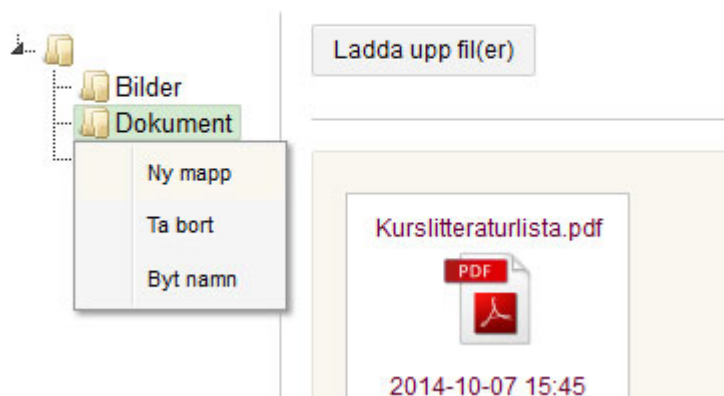 Ladda upp fil(er)
Bilder
Dokument
Ny mapp
Ta bort
Byt namn
Kurslitteraturlista.pdf
PDF
2014-10-07 15:45